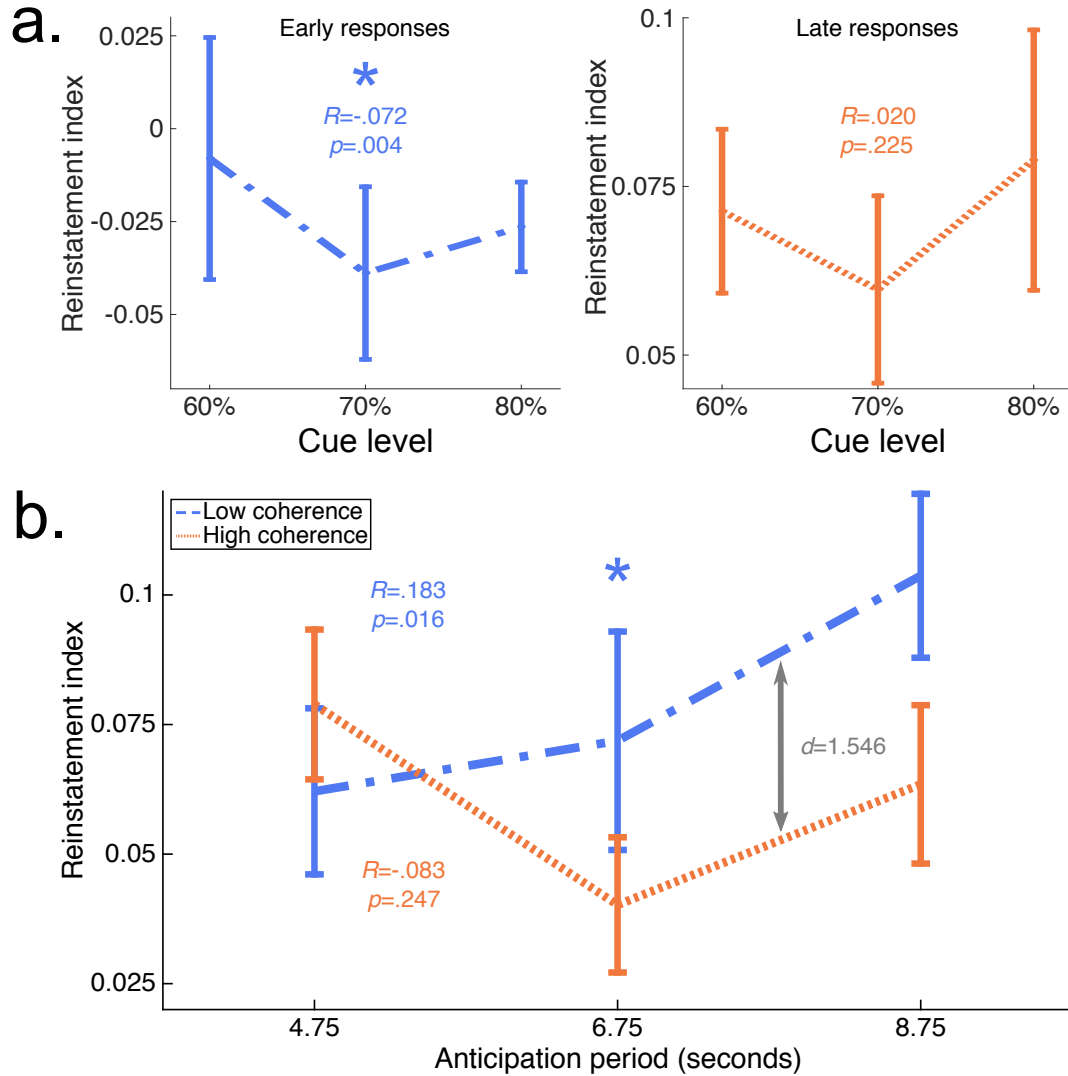 a.
Early responses
Reinstatement index
0.025
0
-0.025
-0.05
*
R=-.072
p=.004
60% 70% 80%
Cue level
Late responses
Reinstatement index
0.1
0.075
0.05
R=.020
p=.225
60% 70% 80%
Cue level
b.
Low coherence
High coherence
Reinstatement index
0.1
0.075
0.05
0.025
R=.183
p=.016
*
d=1.546
R=-.083
p=.247
4.75 6.75 8.75
Anticipation period (seconds)